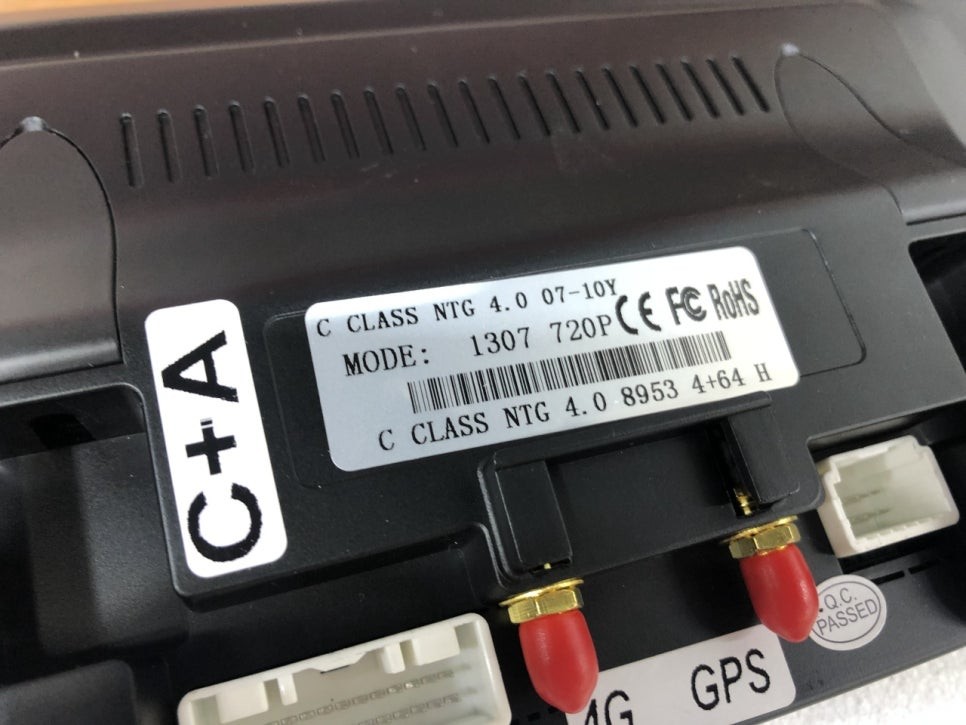 C CLASS NTG 4.0 07-10Y
MODE: 1307 720P CE FC RoHS
C CLASS NTG 4.0 8953 4+64 H
C+A
Q.C.
PASSED
4G GPS